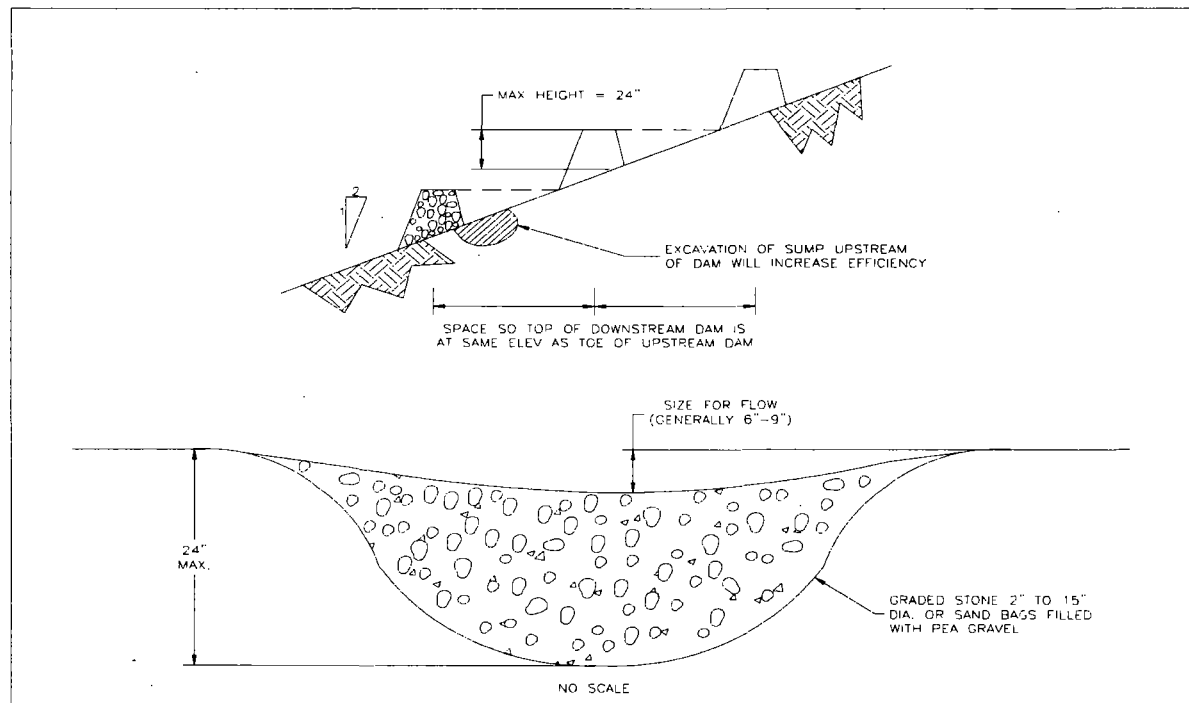 MAX HEIGHT = 24"
2
1
EXCAVATION OF SUMP UPSTREAM
OF DAM WILL INCREASE EFFICIENCY
SPACE SO TOP OF DOWNSTREAM DAM IS
AT SAME ELEV AS TOE OF UPSTREAM DAM
SIZE FOR FLOW
(GENERALLY 6"-9")
24"
MAX.
GRADED STONE 2" TO 15"
DIA. OR SAND BAGS FILLED
WITH PEA GRAVEL
NO SCALE